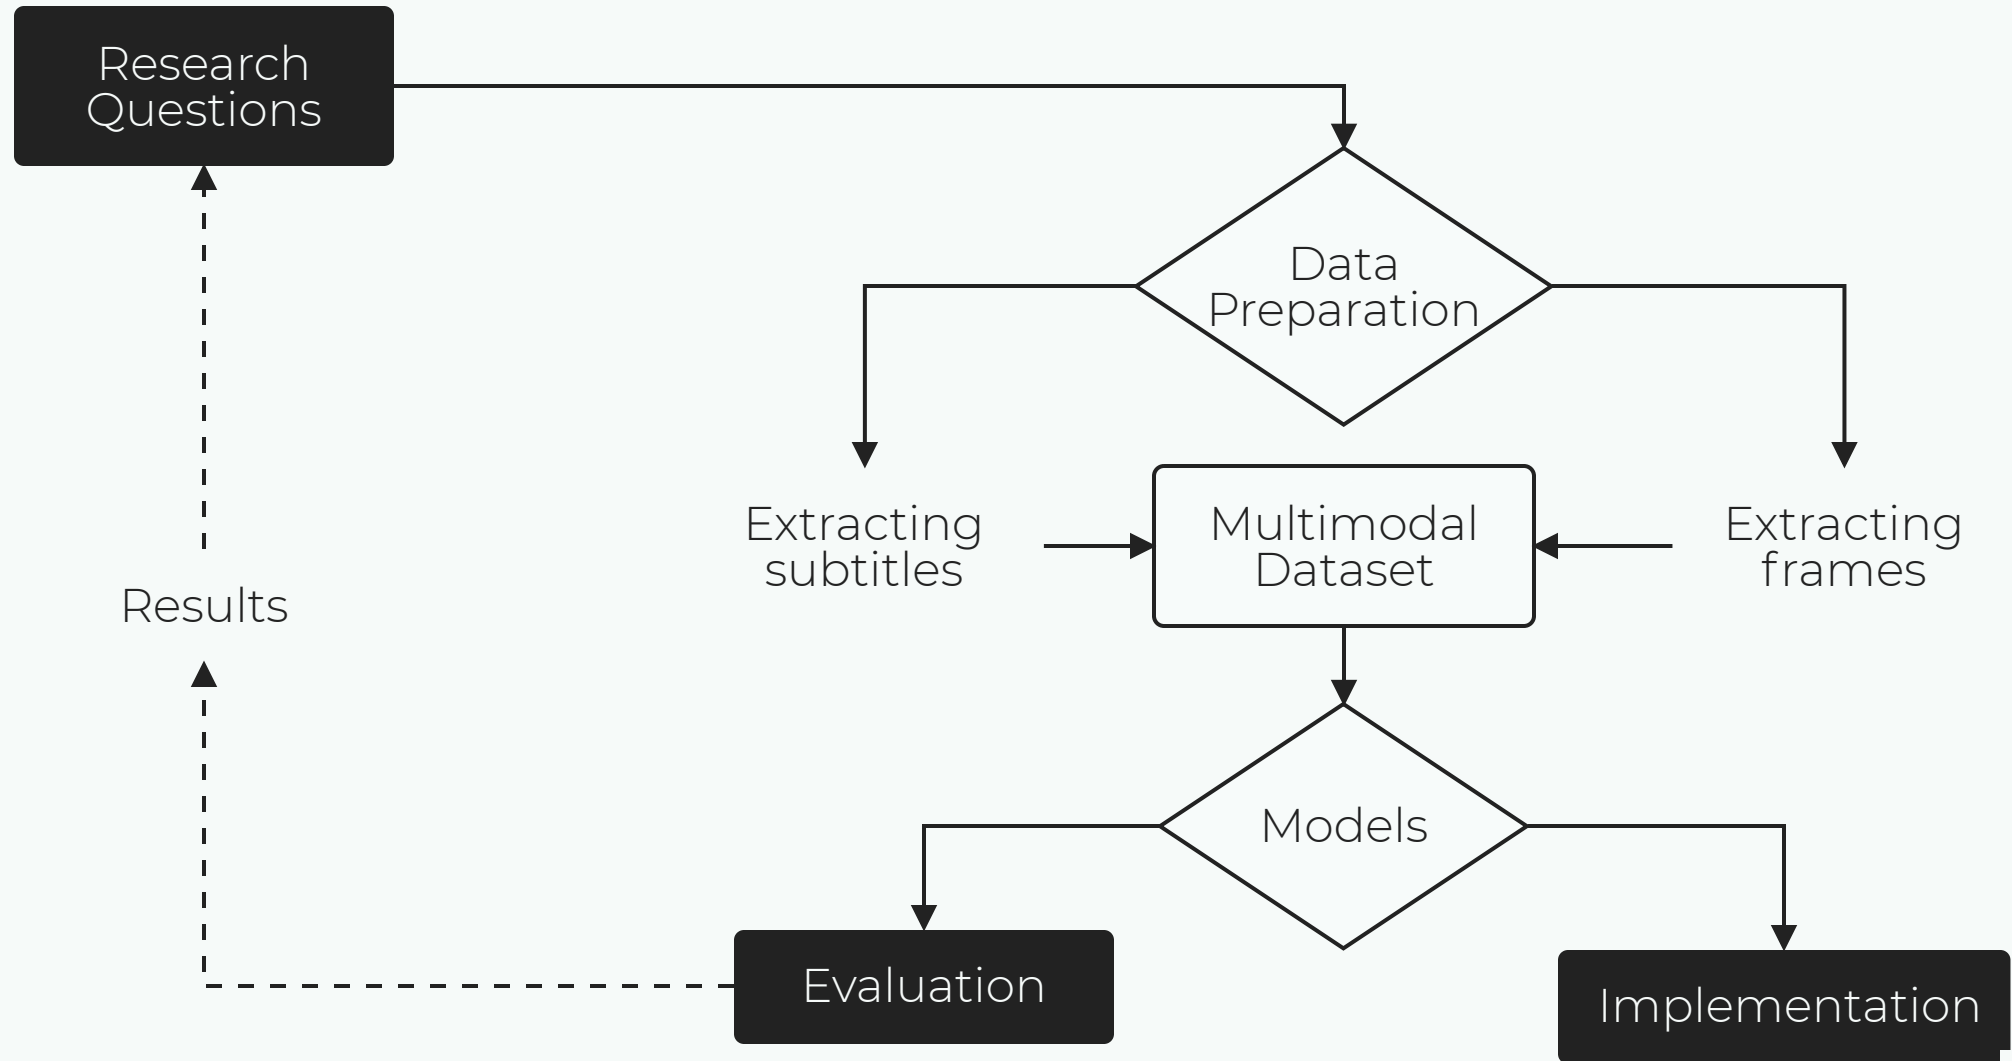 Research
Questions
Data
Preparation
Extracting
subtitles
Multimodal
Dataset
Extracting
frames
Results
Models
Evaluation
Implementation